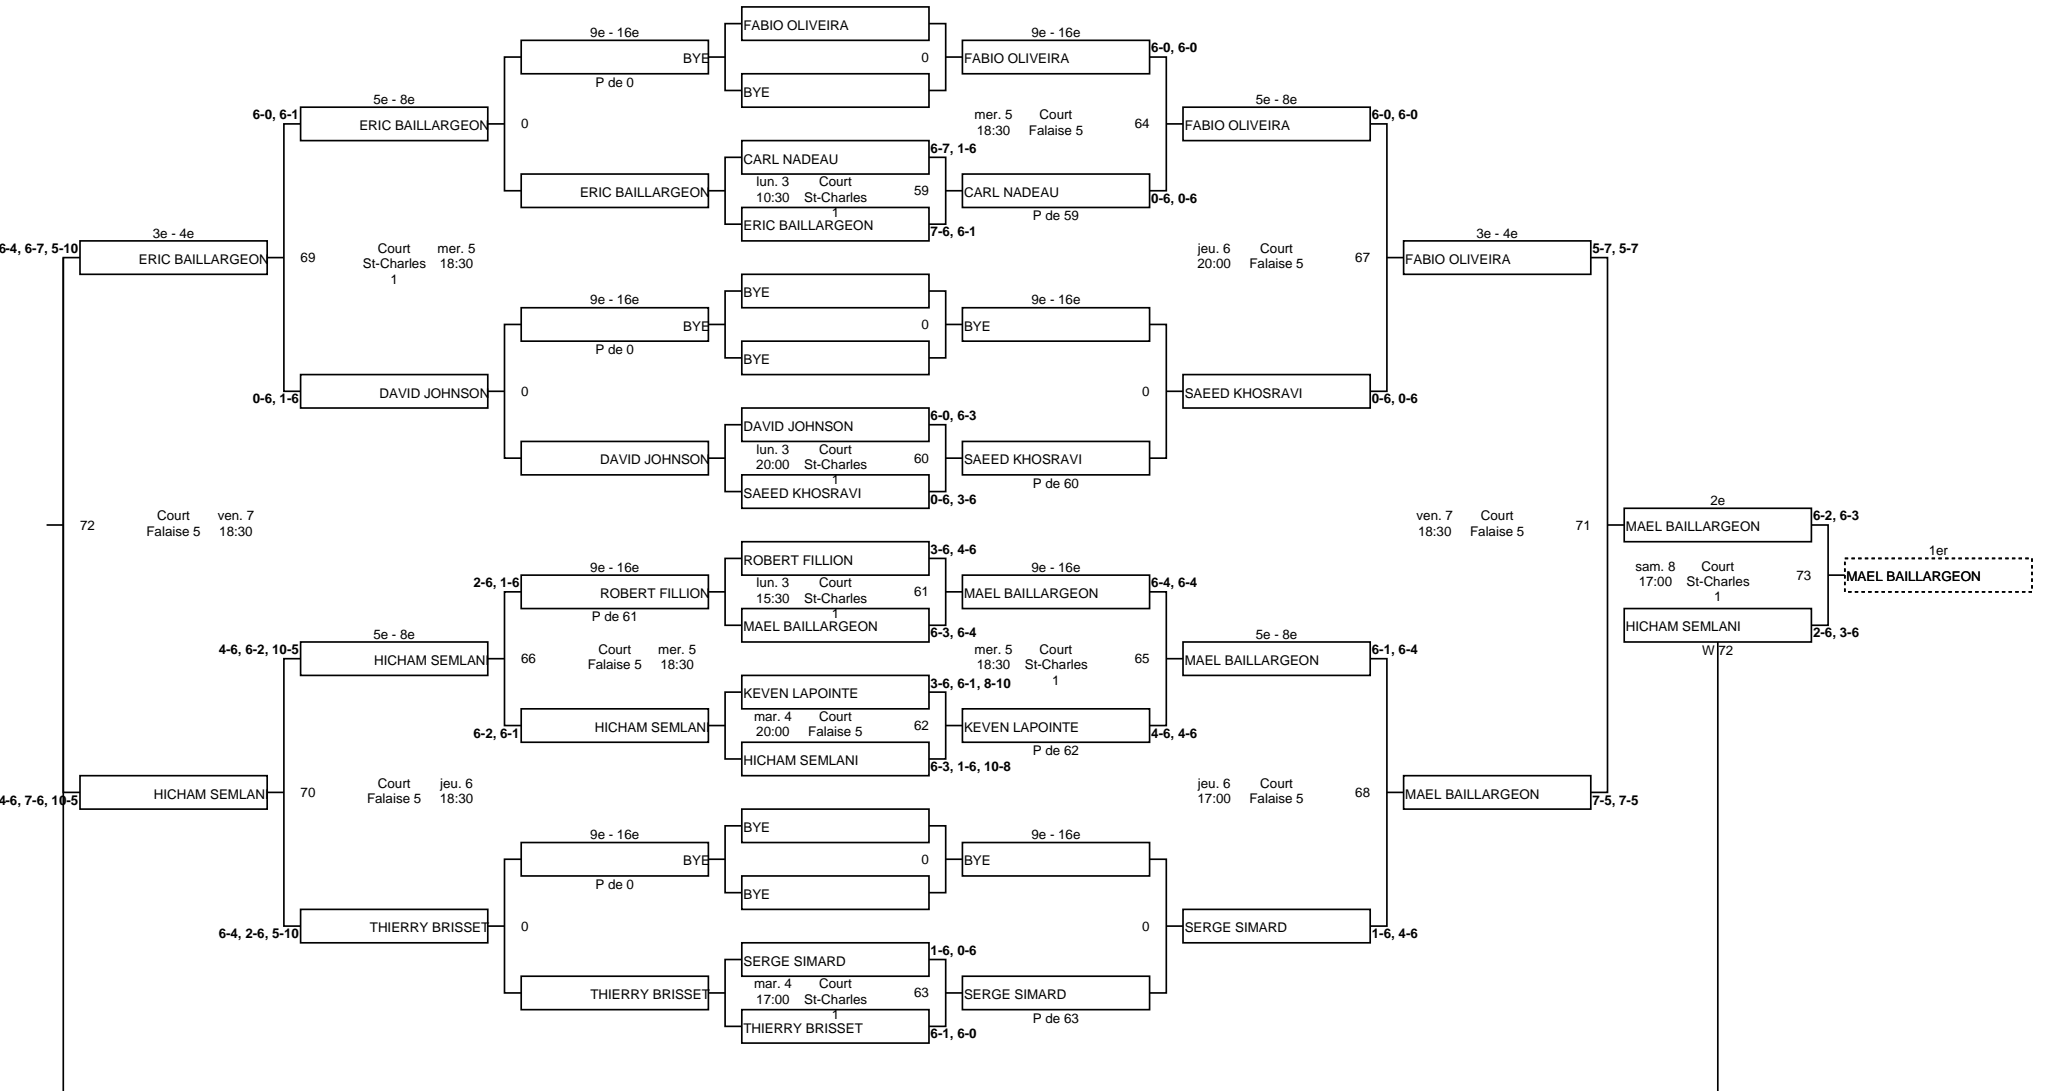 FABIO OLIVEIRA
9e - 16e
9e - 16e
6-0, 6-0
BYE
0
FABIO OLIVEIRA
P de 0
BYE
5e - 8e
5e - 8e
6-0, 6-1
mer. 5 Court
6-0, 6-0
ERIC BAILLARGEON
0
18:30 Falaise 5
64
FABIO OLIVEIRA
6-7, 1-6
CARL NADEAU
lun. 3 Court
ERIC BAILLARGEON
10:30 St-Charles
1
59
CARL NADEAU
0-6, 0-6
P de 59
ERIC BAILLARGEON
7-6, 6-1
3e - 4e
3e - 4e
6-4, 6-7, 5-10
Court mer. 5
jeu. 6 Court
5-7, 5-7
ERIC BAILLARGEON
69
St-Charles 18:30
1
20:00 Falaise 5
67
FABIO OLIVEIRA
BYE
9e - 16e
9e - 16e
BYE
0
BYE
P de 0
BYE
DAVID JOHNSON
0
0
SAEED KHOSRAVI
0-6, 1-6
0-6, 0-6
6-0, 6-3
DAVID JOHNSON
lun. 3 Court
DAVID JOHNSON
20:00 St-Charles
1
60
SAEED KHOSRAVI
P de 60
SAEED KHOSRAVI
0-6, 3-6
2e
72
Court ven. 7
Falaise 5 18:30
ven. 7 Court
18:30 Falaise 5
71
MAEL BAILLARGEON
6-2, 6-3
3-6, 4-6
ROBERT FILLION
1er
9e - 16e
9e - 16e
sam. 8 Court
17:00 St-Charles
1
73
MAEL BAILLARGEON
2-6, 1-6
lun. 3 Court
6-4, 6-4
ROBERT FILLION
15:30 St-Charles
1
61
MAEL BAILLARGEON
P de 61
MAEL BAILLARGEON
6-3, 6-4
HICHAM SEMLANI
2-6, 3-6
W 72
5e - 8e
5e - 8e
4-6, 6-2, 10-5
Court mer. 5
mer. 5 Court
6-1, 6-4
HICHAM SEMLANI
66
Falaise 5 18:30
18:30 St-Charles
1
65
MAEL BAILLARGEON
3-6, 6-1, 8-10
KEVEN LAPOINTE
mar. 4 Court
HICHAM SEMLANI
20:00 Falaise 5
62
KEVEN LAPOINTE
6-2, 6-1
4-6, 4-6
P de 62
HICHAM SEMLANI
6-3, 1-6, 10-8
Court jeu. 6
jeu. 6 Court
HICHAM SEMLANI
70
Falaise 5 18:30
17:00 Falaise 5
68
MAEL BAILLARGEON
4-6, 7-6, 10-5
7-5, 7-5
BYE
9e - 16e
9e - 16e
BYE
0
BYE
P de 0
BYE
THIERRY BRISSET
0
SERGE SIMARD
0
6-4, 2-6, 5-10
1-6, 4-6
1-6, 0-6
SERGE SIMARD
mar. 4 Court
THIERRY BRISSET
17:00 St-Charles
1
63
SERGE SIMARD
P de 63
THIERRY BRISSET
6-1, 6-0